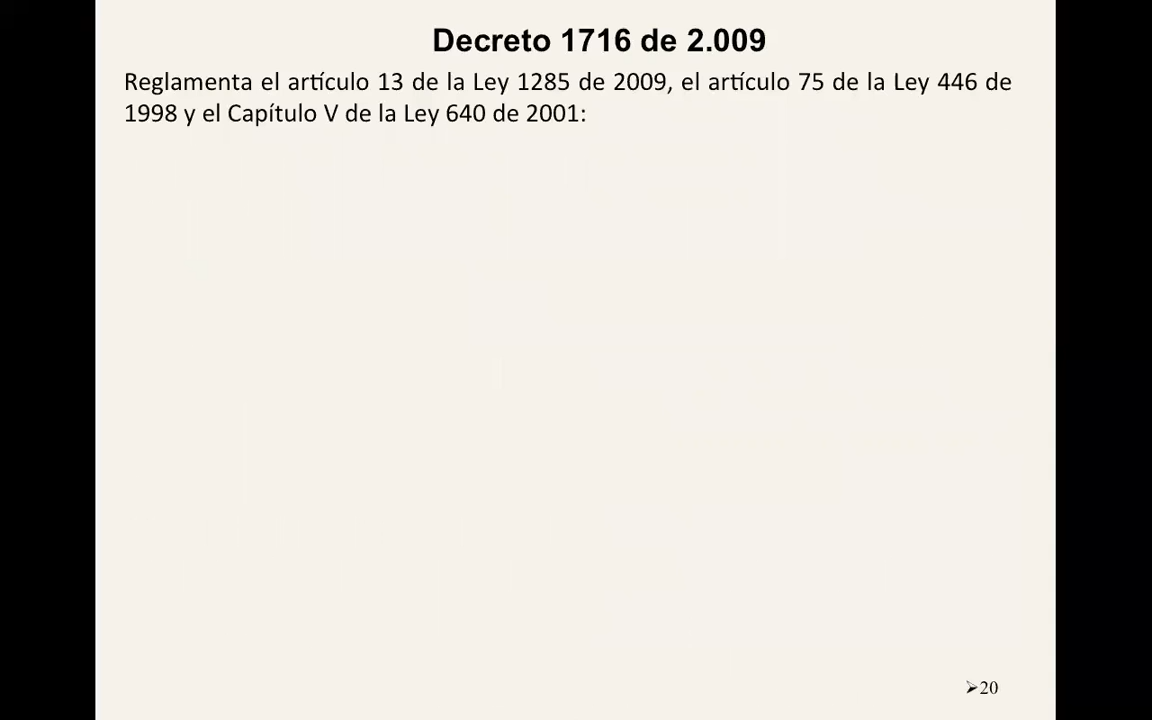 Decreto 1716 de 2.009
Reglamenta el artículo 13 de la Ley 1285 de 2009, el artículo 75 de la Ley 446 de
1998 y el Capítulo V de la Ley 640 de 2001:
➢20